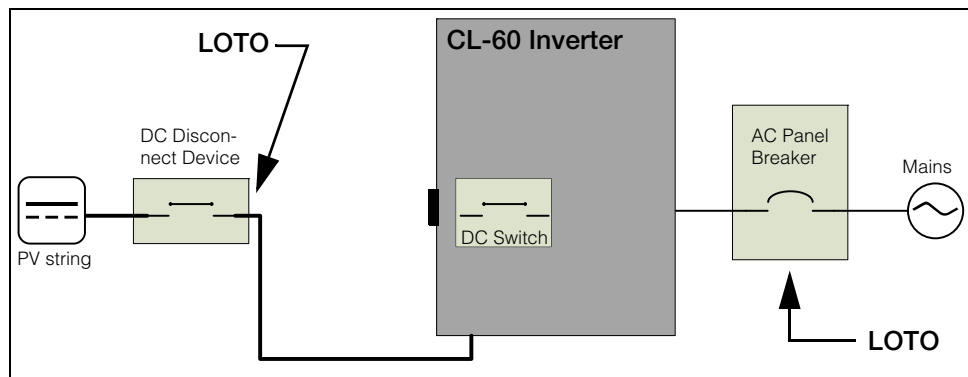 CL-60 Inverter
LOTO
DC Discon-
nect Device
AC Panel
Breaker
Mains
DC Switch
PV string
LOTO